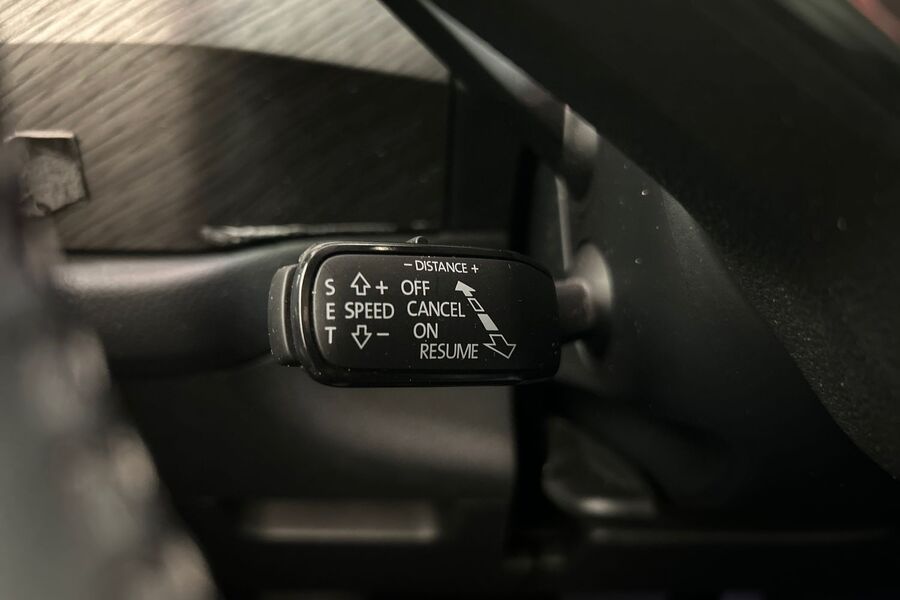 - DISTANCE +
S + OFF
E SPEED CANCEL
T - ON
RESUME